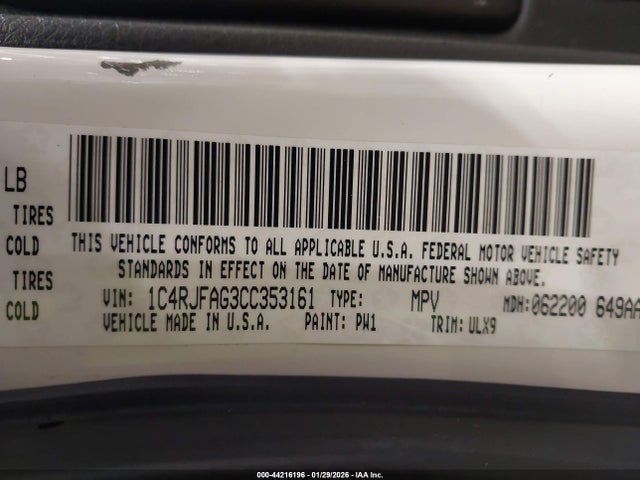 LB
TIRES
COLD
TIRES
COLD
THIS VEHICLE CONFORMS TO ALL APPLICABLE U.S.A. FEDERAL MOTOR VEHICLE SAFETY
STANDARDS IN EFFECT ON THE DATE OF MANUFACTURE SHOWN ABOVE.
VIN: 1C4RJFAG3CC353161 TYPE: MPV MDH:062200 649AA
VEHICLE MADE IN U.S.A. PAINT: PW1 TRIM: ULX9
000-44216196 - 01/29/2026 - IAA Inc.